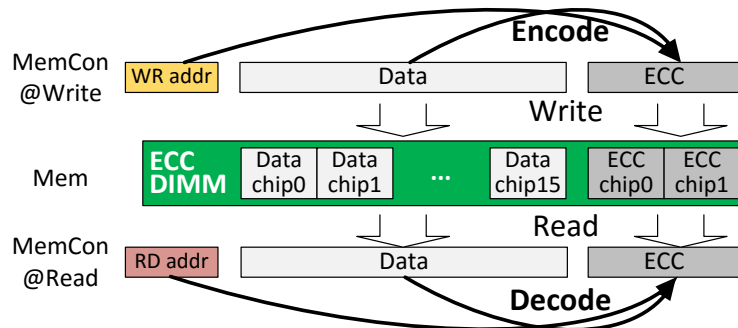 Encode
MemCon
@Write
WR addr
Data
ECC
Write
Mem
ECC
DIMM
Data
chip0
Data
chip1
...
Data
chip15
ECC
chip0
ECC
chip1
Read
MemCon
@Read
RD addr
Data
ECC
Decode